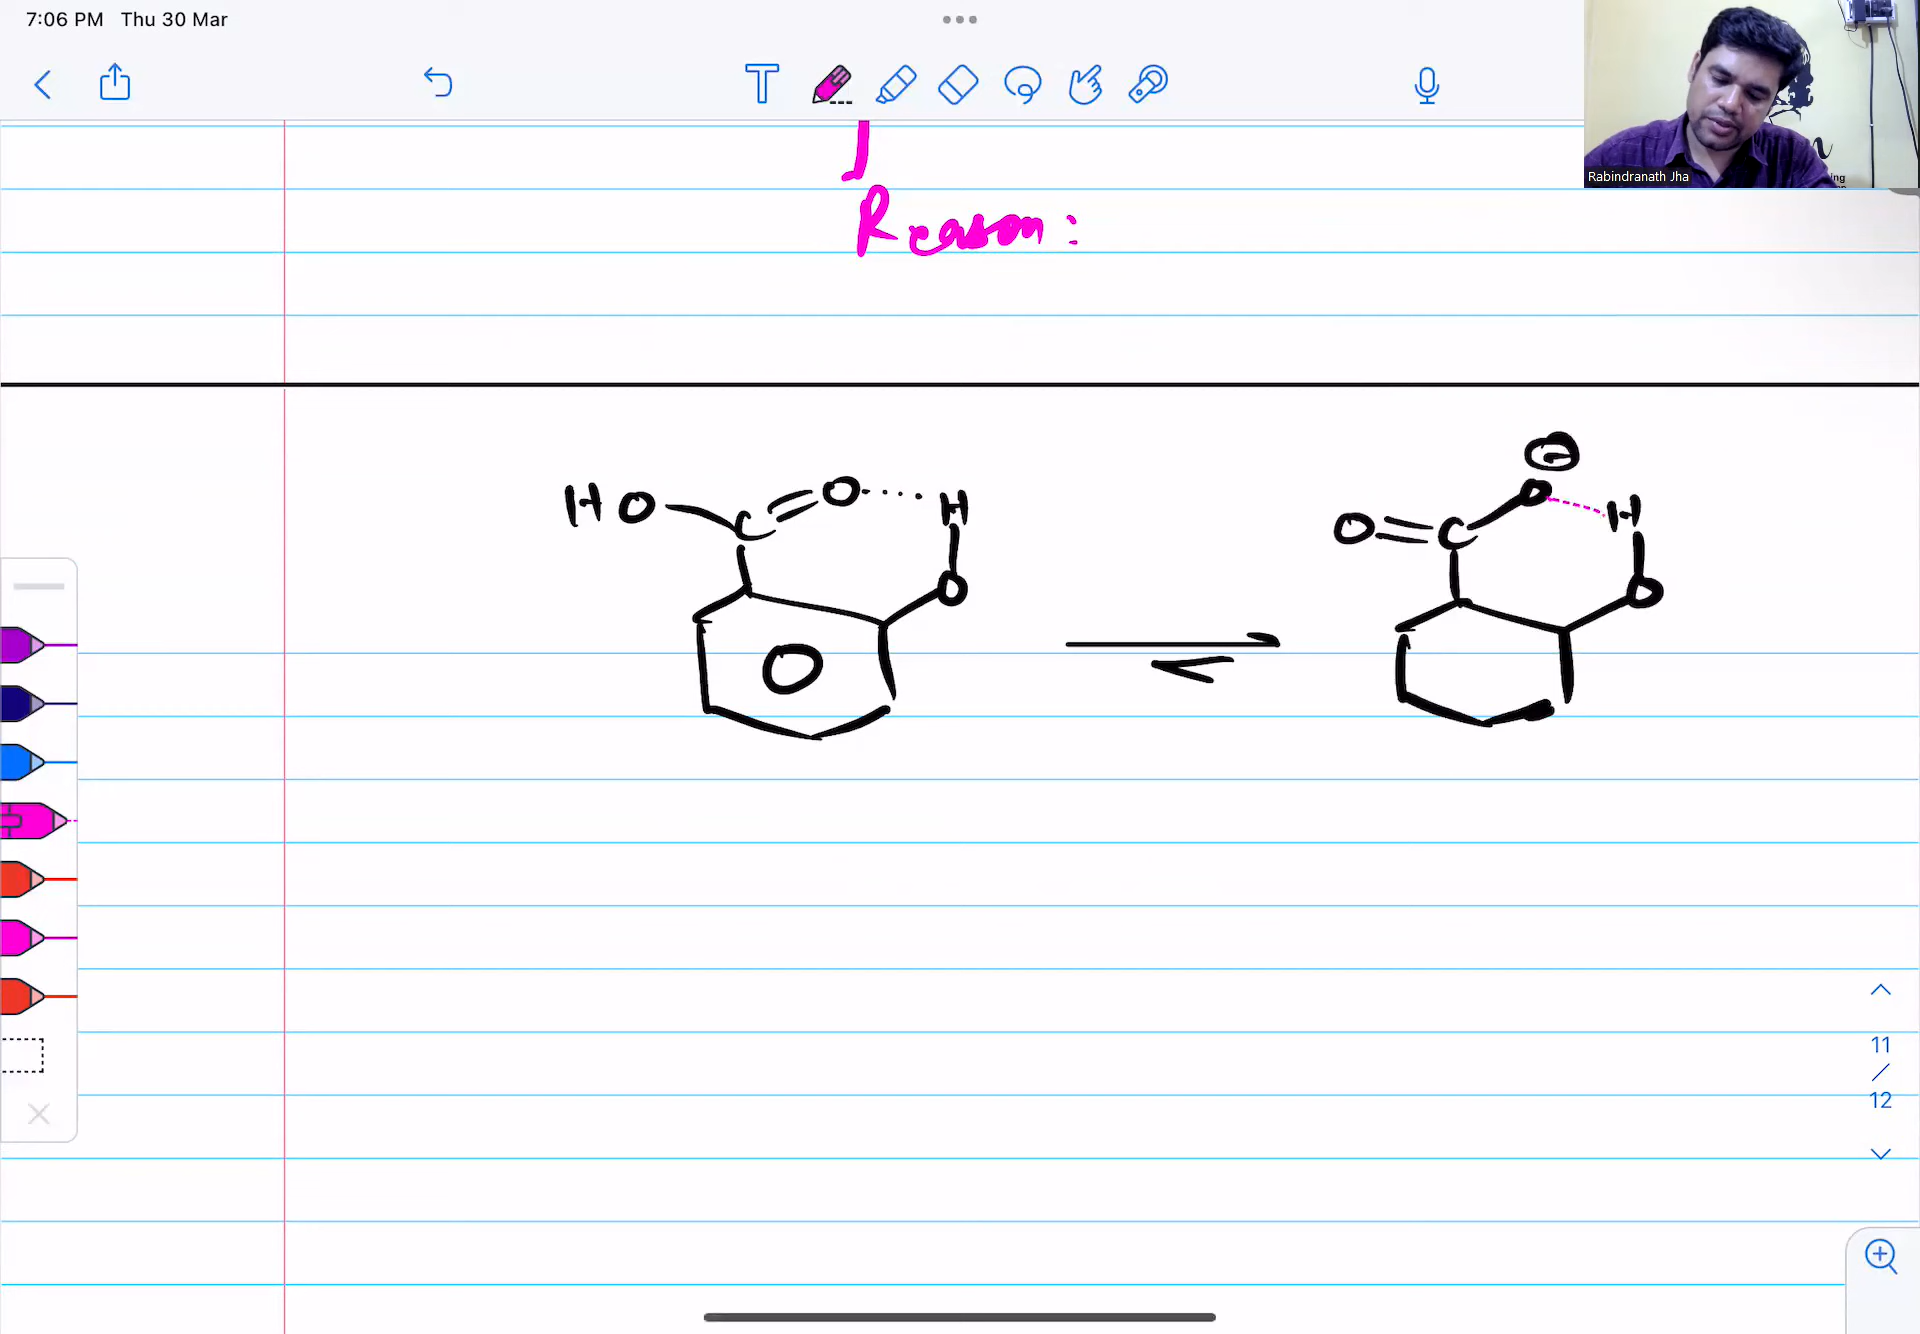 7:06 PM Thu 30 Mar
T
Rabindranath Jha
Reason:
HO C O H O
⊖
O C O H O
11
/
12